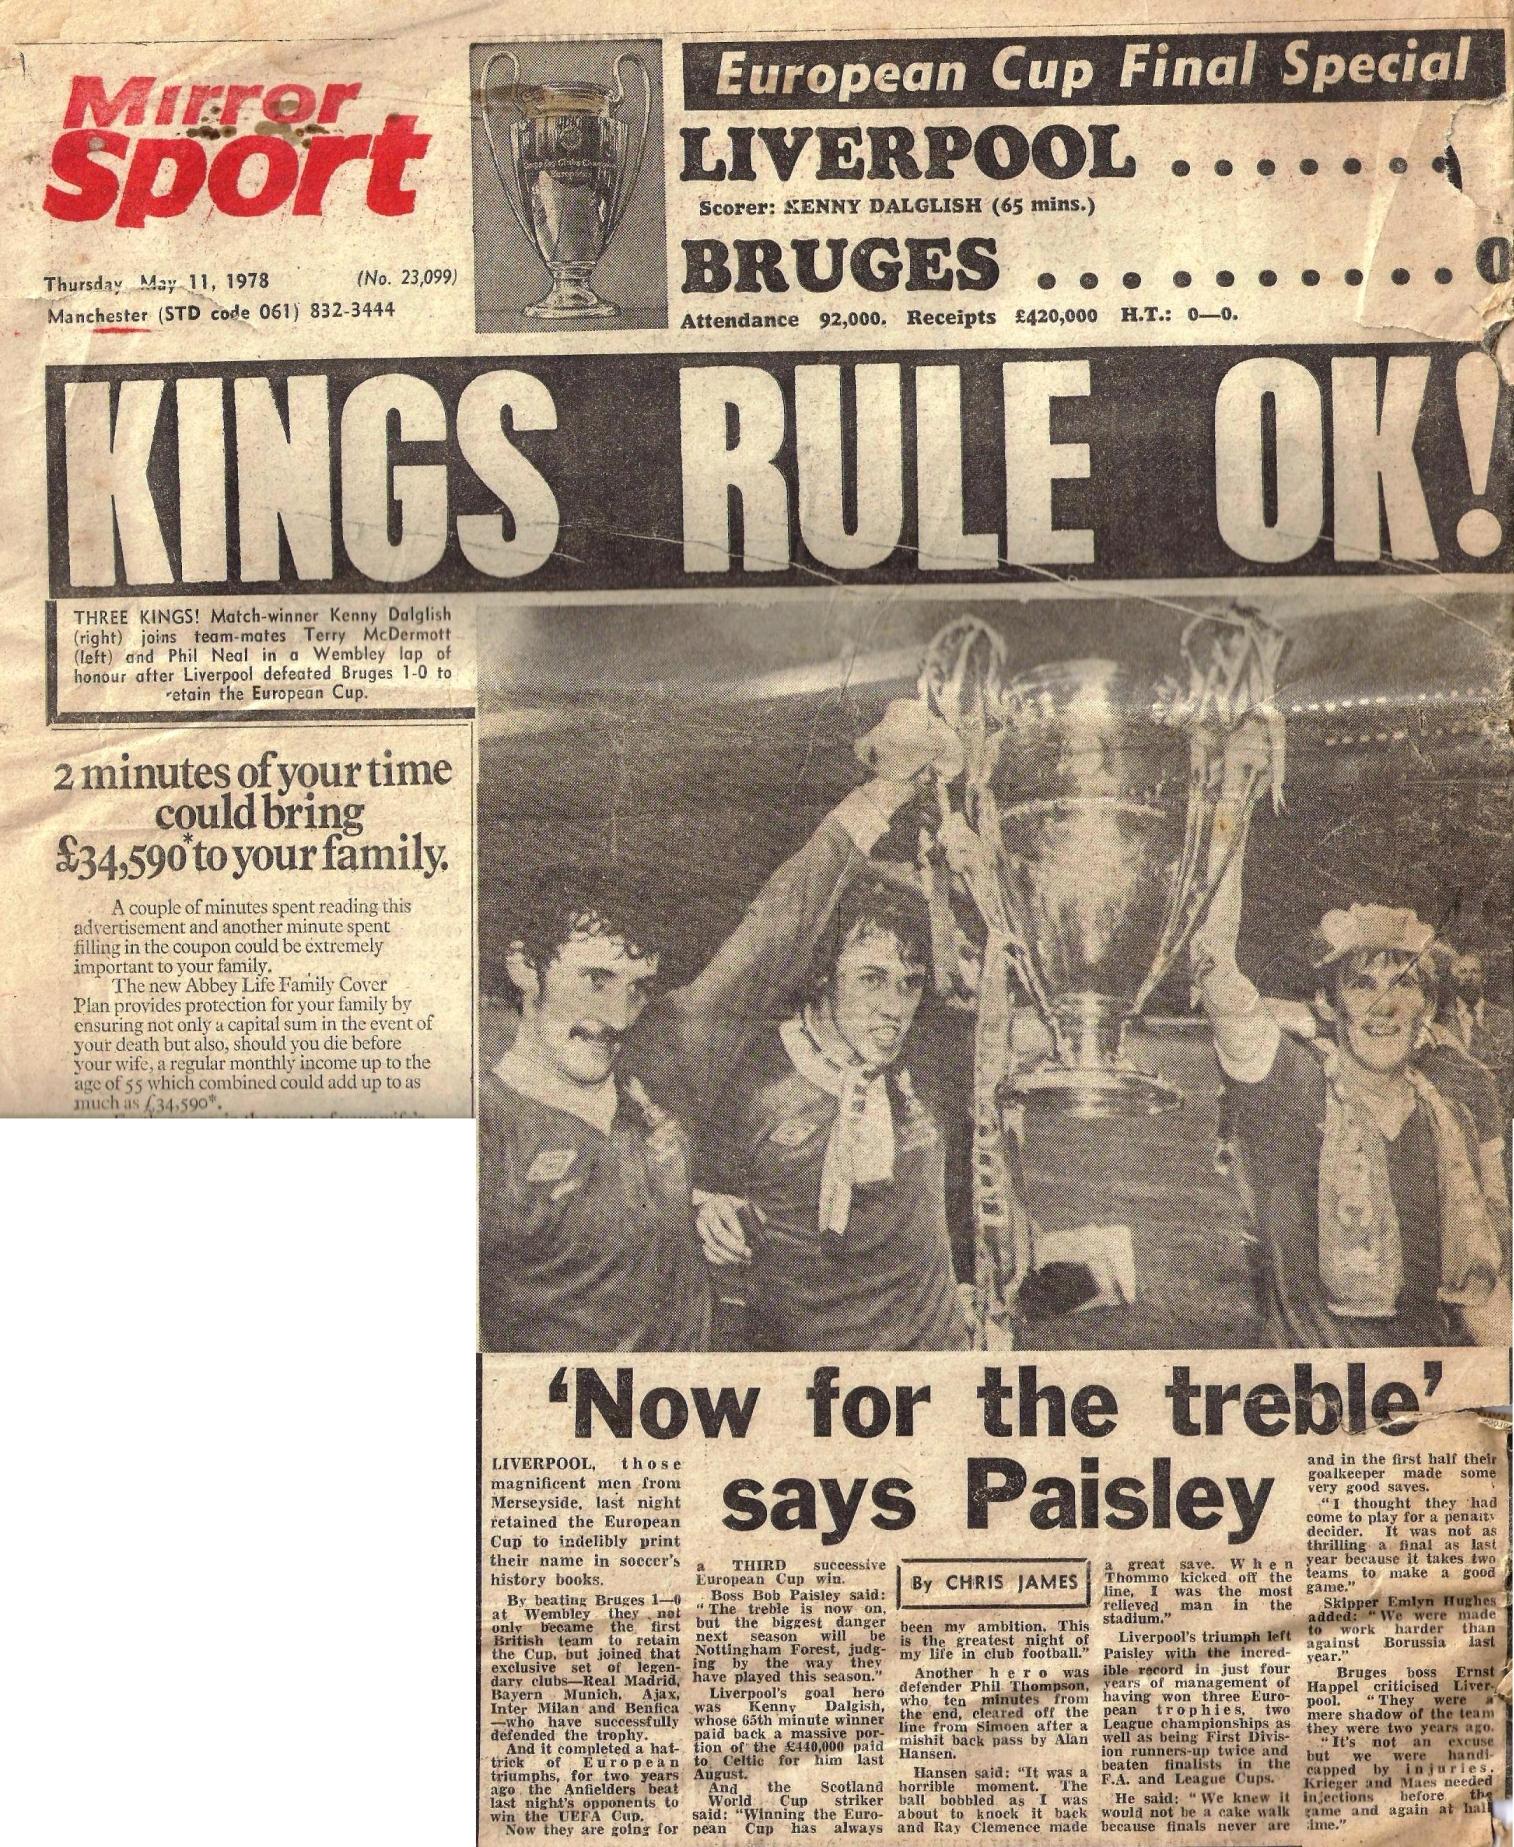 Mirror
Sport
Thursday May 11, 1978 (No. 23,099)
Manchester (STD code 061) 832-3444
European Cup Final Special
LIVERPOOL . . . . . . .
Scorer: KENNY DALGLISH (65 mins.)
BRUGES . . . . . . . . . . . 0
Attendance 92,000. Receipts £420,000 H.T.: 0—0.
KINGS RULE OK!
THREE KINGS! Match-winner Kenny Dalglish
(right) joins team-mates Terry McDermott
(left) and Phil Neal in a Wembley lap of
honour after Liverpool defeated Bruges 1-0 to
etain the European Cup.
2 minutes of your time
could bring
£34,590* to your family.
A couple of minutes spent reading this
advertisement and another minute spent
filling in the coupon could be extremely
important to your family.
The new Abbey Life Family Cover
Plan provides protection for your family by
ensuring not only a capital sum in the event of
your death but also, should you die before
your wife, a regular monthly income up to the
age of 55 which combined could add up to as
much as £34,590*.
'Now for the treble'
says Paisley
LIVERPOOL, those
magnificent men from
Merseyside, last night
retained the European
Cup to indelibly print
their name in soccer's
history books.
By beating Bruges 1—0
at Wembley they not
only became the first
British team to retain
the Cup, but joined that
exclusive set of legen-
dary clubs—Real Madrid,
Bayern Munich, Ajax,
Inter Milan and Benfica
—who have successfully
defended the trophy.
And it completed a hat-
trick of European
triumphs, for two years
ago the Anfielders beat
last night's opponents to
win the UEFA Cup.
Now they are going for
a THIRD successive
European Cup win.
Boss Bob Paisley said:
"The treble is now on,
but the biggest danger
next season will be
Nottingham Forest, judg-
ing by the way they
have played this season."
Liverpool's goal hero
was Kenny Dalgish,
whose 65th minute winner
paid back a massive por-
tion of the £440,000 paid
to Celtic for him last
August.
And the Scotland
World Cup striker
said: "Winning the Euro-
pean Cup has always
By CHRIS JAMES
been my ambition. This
is the greatest night of
my life in club football."
Another hero was
defender Phil Thompson,
who ten minutes from
the end, cleared off the
line from Simoen after a
mishit back pass by Alan
Hansen.
Hansen said: "It was a
horrible moment. The
ball bobbled as I was
about to knock it back
and Ray Clemence made
a great save. When
Thommo kicked off the
line, I was the most
relieved man in the
stadium."
Liverpool's triumph left
Paisley with the incred-
ible record in just four
years of management of
having won three Euro-
pean trophies, two
League championships as
well as being First Divis-
ion runners-up twice and
beaten finalists in the
F.A. and League Cups.
He said: "We knew it
would not be a cake walk
because finals never are
and in the first half their
goalkeeper made some
very good saves.
"I thought they had
come to play for a penalty
decider. It was not as
thrilling a final as last
year because it takes two
teams to make a good
game."
Skipper Emlyn Hughes
added: "We were made
to work harder than
against Borussia last
year."
Bruges boss Ernst
Happel criticised Liver-
pool. "They were a
mere shadow of the team
they were two years ago.
"It's not an excuse
but we were handi-
capped by injuries.
Krieger and Maes needed
injections before the
game and again at half
time."